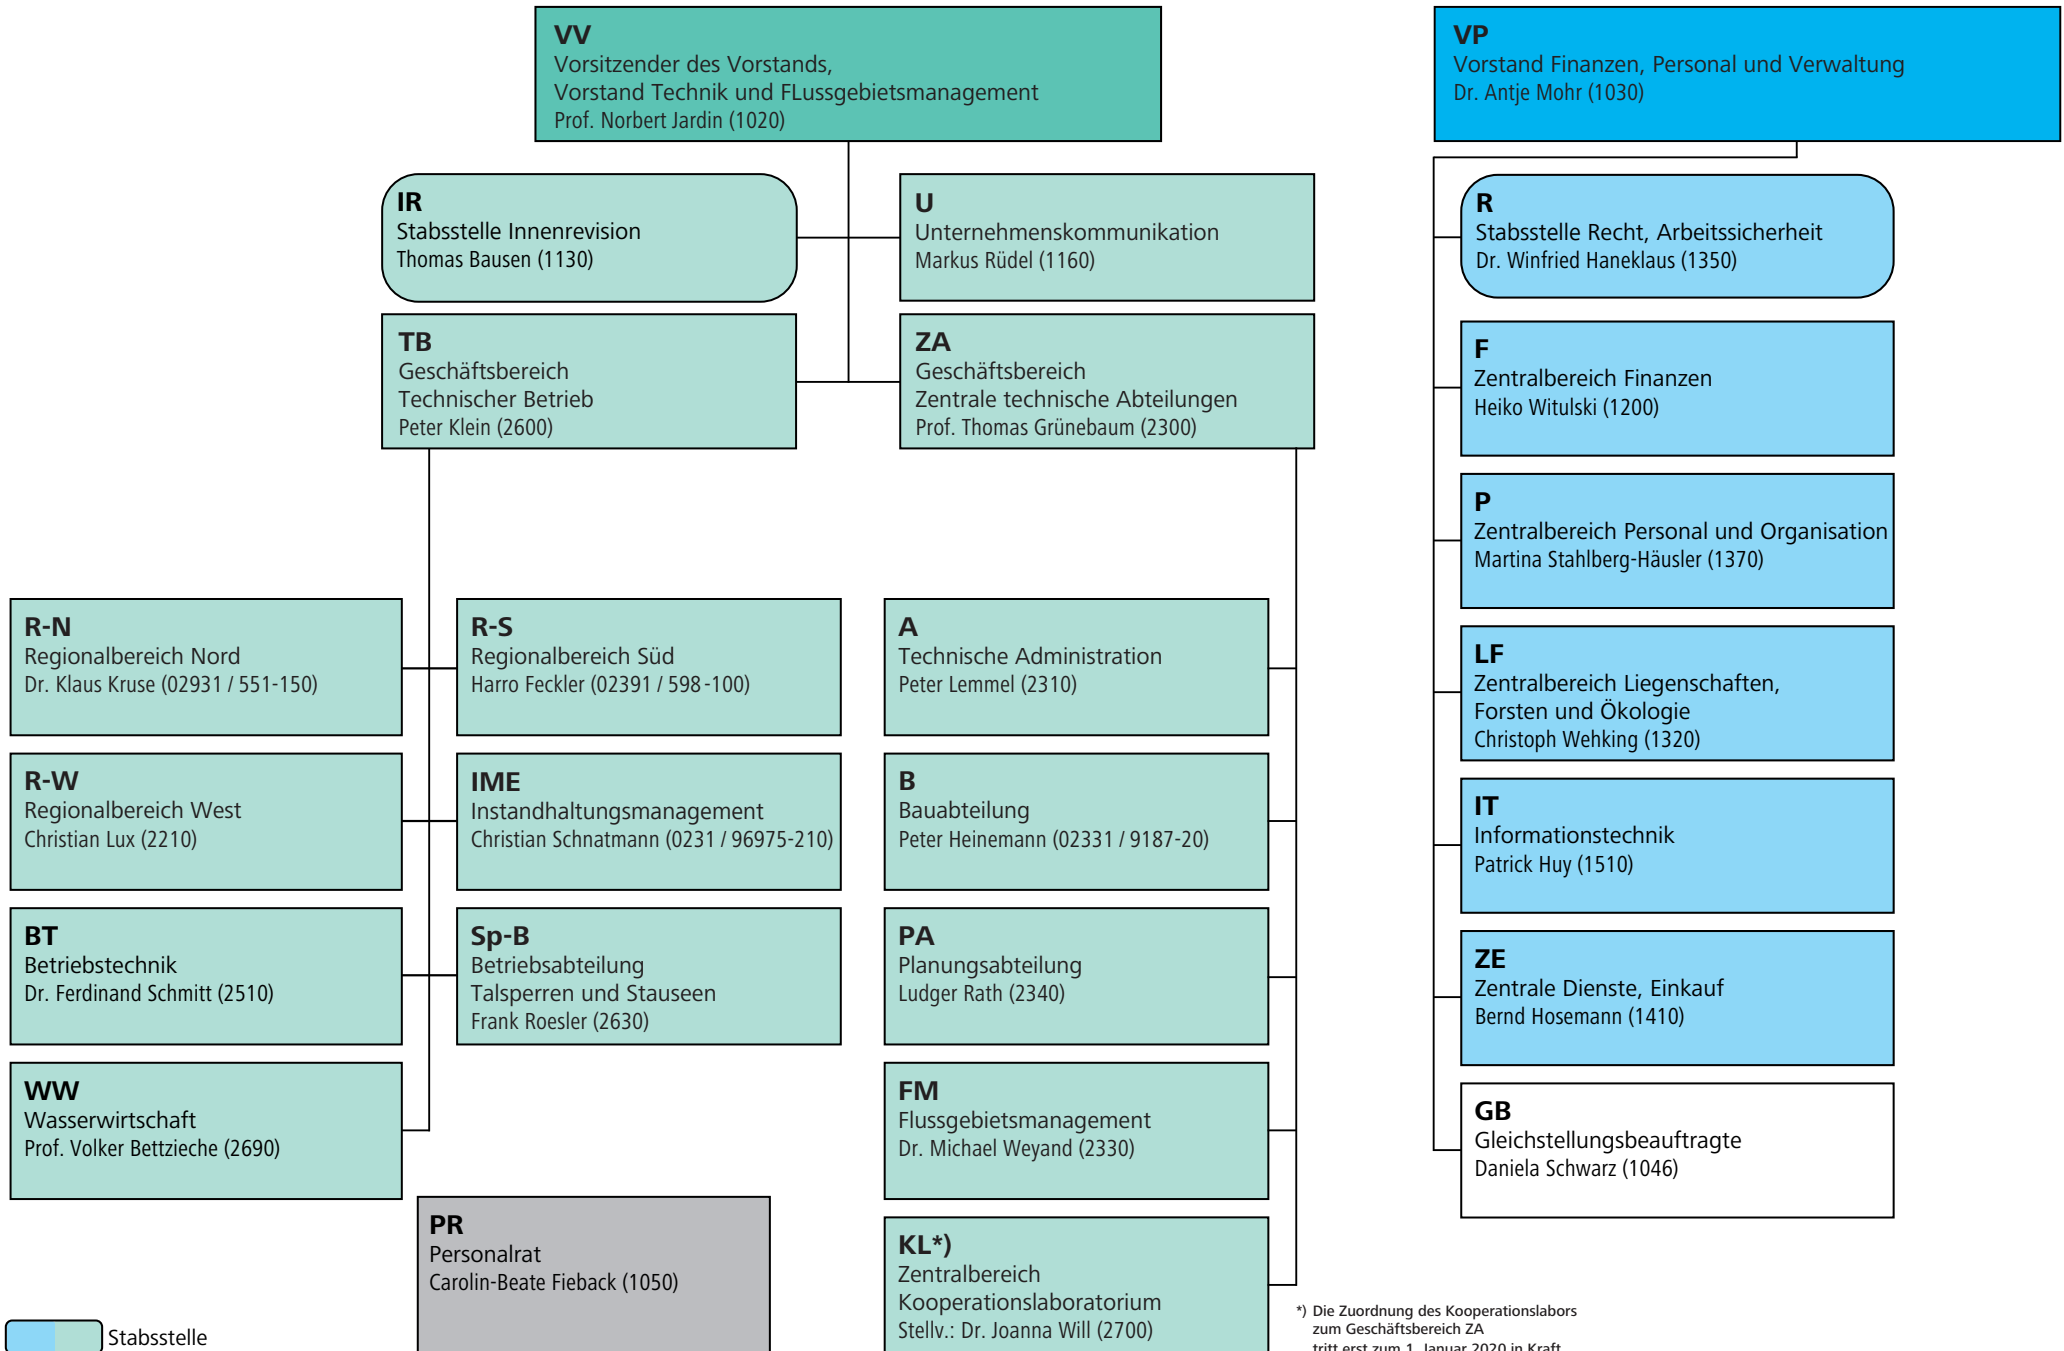 VV
Vorsitzender des Vorstands,
Vorstand Technik und FLussgebietsmanagement
Prof. Norbert Jardin (1020)
VP
Vorstand Finanzen, Personal und Verwaltung
Dr. Antje Mohr (1030)
IR
Stabsstelle Innenrevision
Thomas Bausen (1130)
U
Unternehmenskommunikation
Markus Rüdel (1160)
TB
Geschäftsbereich
Technischer Betrieb
Peter Klein (2600)
ZA
Geschäftsbereich
Zentrale technische Abteilungen
Prof. Thomas Grünebaum (2300)
R-N
Regionalbereich Nord
Dr. Klaus Kruse (02931 / 551-150)
R-S
Regionalbereich Süd
Harro Feckler (02391 / 598-100)
R-W
Regionalbereich West
Christian Lux (2210)
IME
Instandhaltungsmanagement
Christian Schnatmann (0231 / 96975-210)
BT
Betriebstechnik
Dr. Ferdinand Schmitt (2510)
Sp-B
Betriebsabteilung
Talsperren und Stauseen
Frank Roesler (2630)
WW
Wasserwirtschaft
Prof. Volker Bettzieche (2690)
A
Technische Administration
Peter Lemmel (2310)
B
Bauabteilung
Peter Heinemann (02331 / 9187-20)
PA
Planungsabteilung
Ludger Rath (2340)
FM
Flussgebietsmanagement
Dr. Michael Weyand (2330)
KL*)
Zentralbereich
Kooperationslaboratorium
Stellv.: Dr. Joanna Will (2700)
R
Stabsstelle Recht, Arbeitssicherheit
Dr. Winfried Haneklaus (1350)
F
Zentralbereich Finanzen
Heiko Witulski (1200)
P
Zentralbereich Personal und Organisation
Martina Stahlberg-Häusler (1370)
LF
Zentralbereich Liegenschaften,
Forsten und Ökologie
Christoph Wehking (1320)
IT
Informationstechnik
Patrick Huy (1510)
ZE
Zentrale Dienste, Einkauf
Bernd Hosemann (1410)
GB
Gleichstellungsbeauftragte
Daniela Schwarz (1046)
PR
Personalrat
Carolin-Beate Fieback (1050)
Stabsstelle
*) Die Zuordnung des Kooperationslabors
zum Geschäftsbereich ZA
tritt erst zum 1. Januar 2020 in Kraft